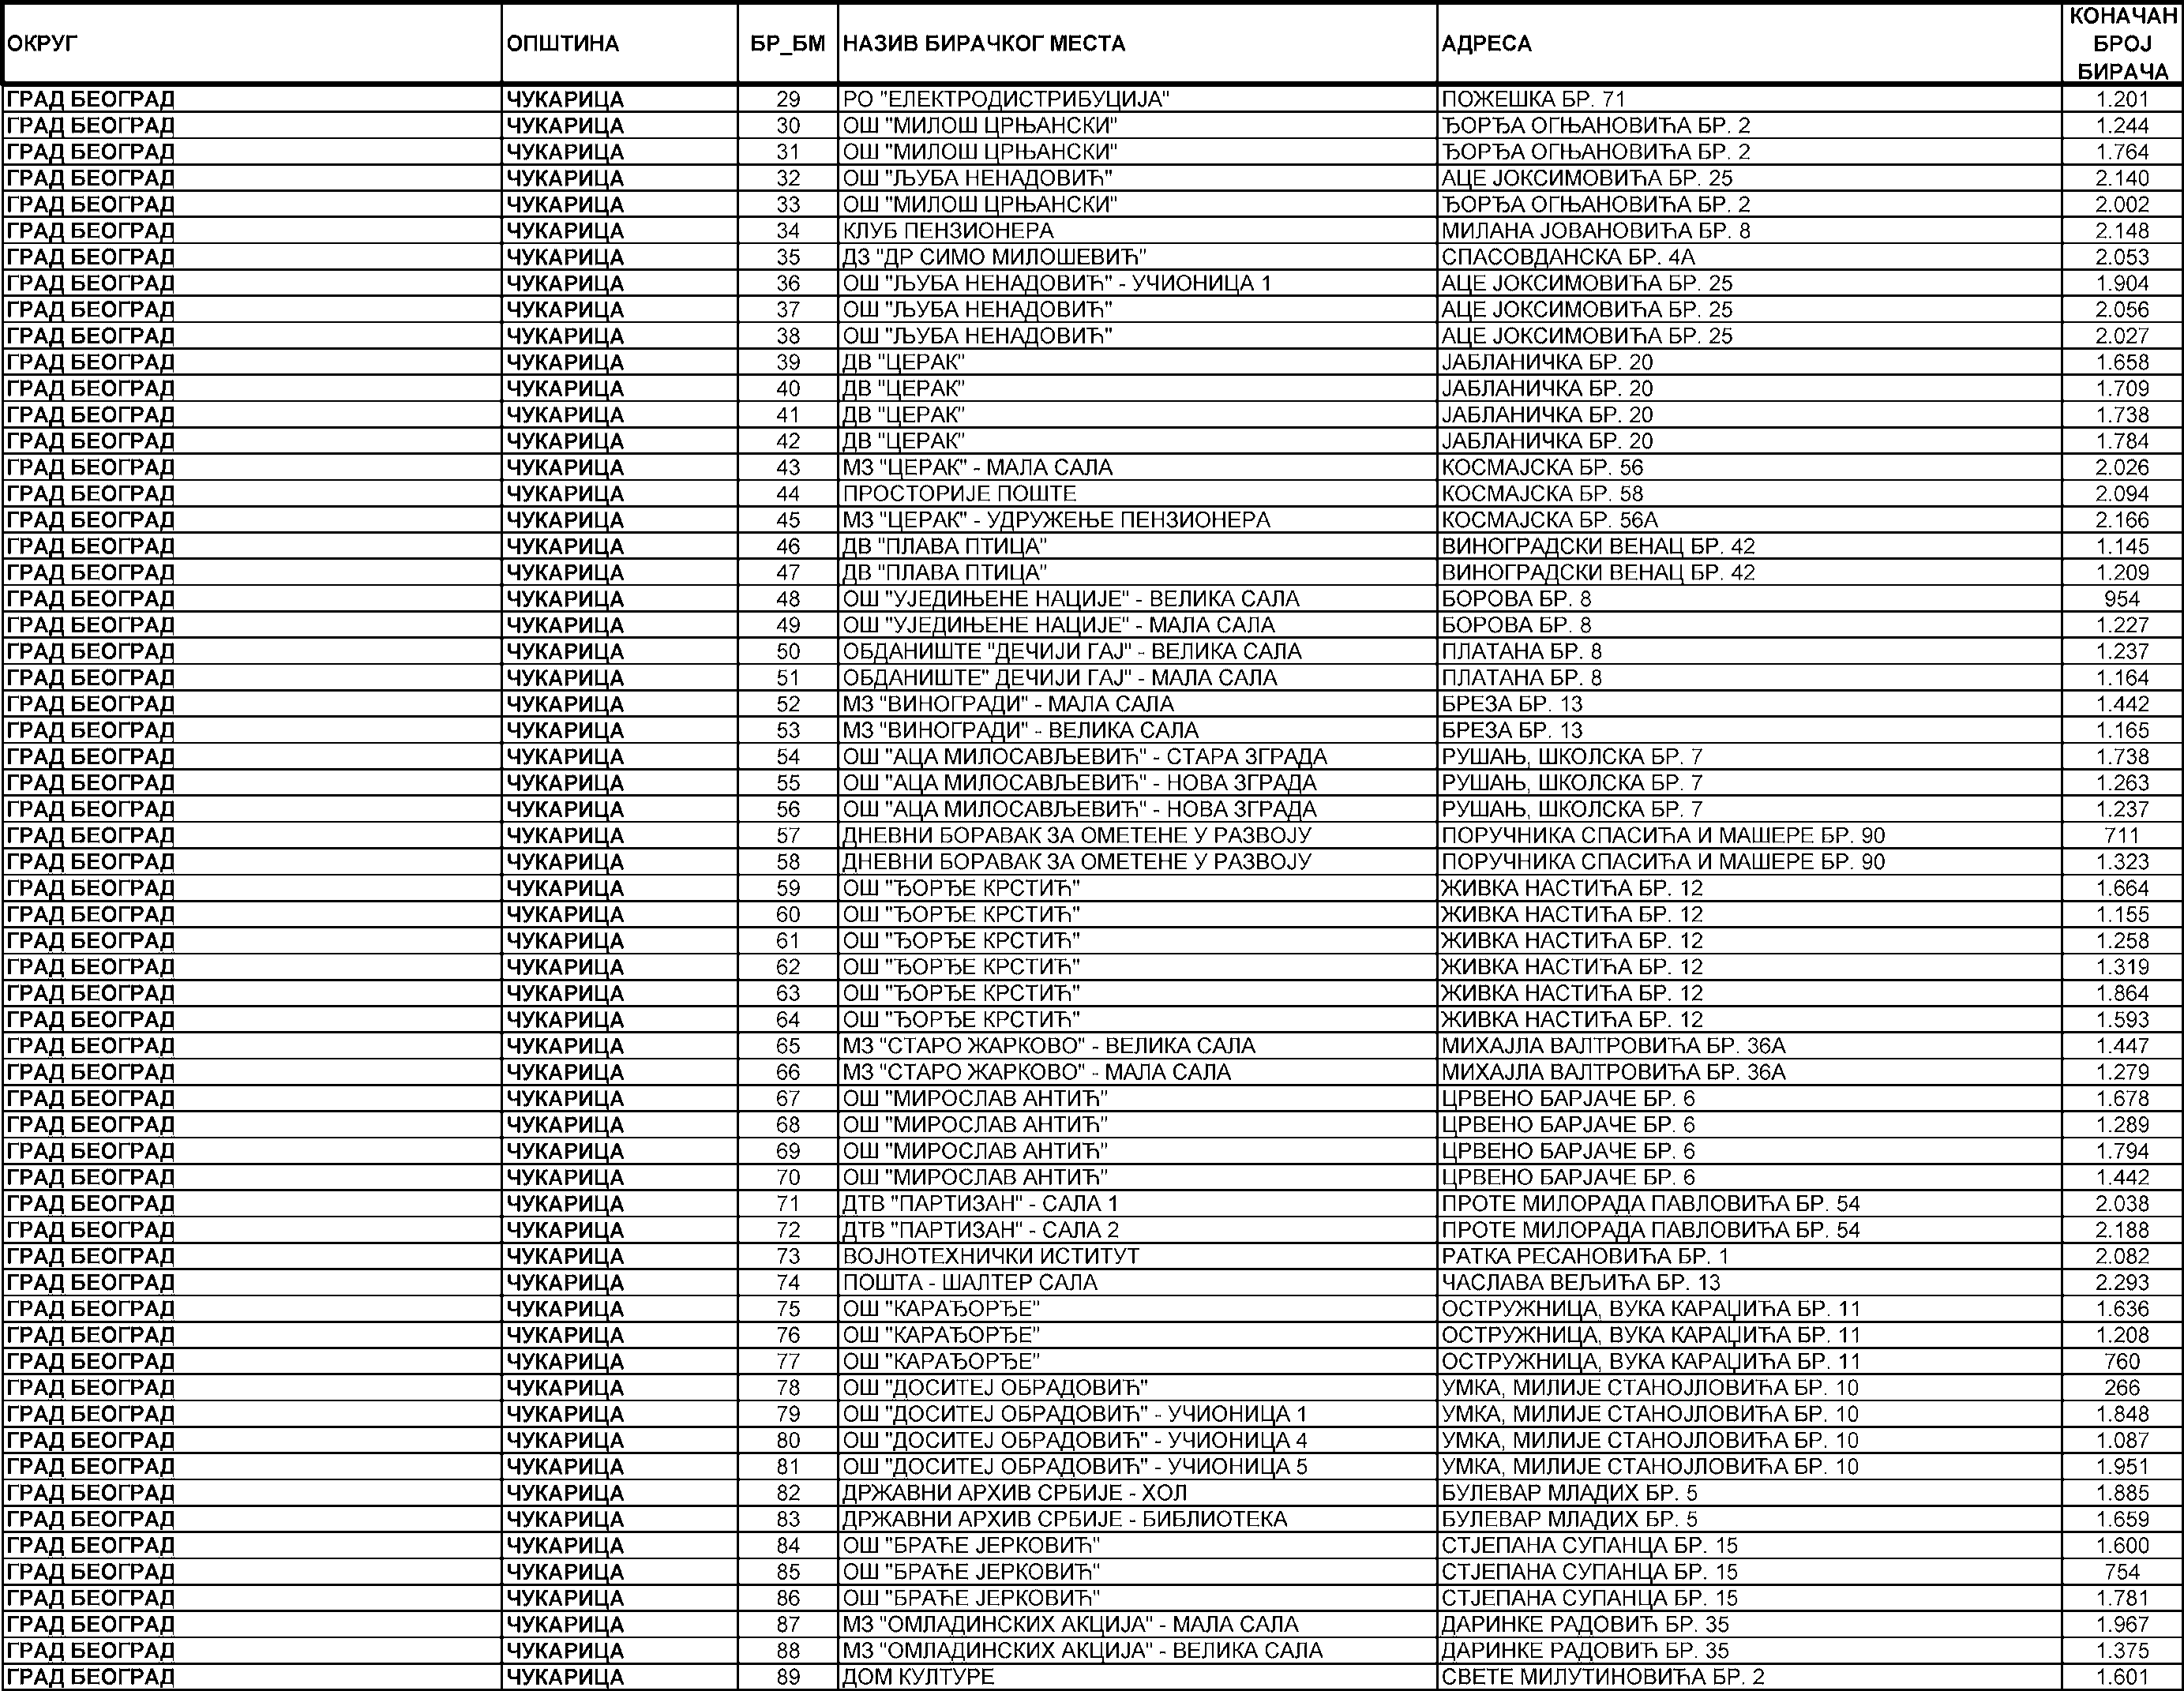 ОКРУГ ОПШТИНА БР_БМ НАЗИВ БИРАЧКОГ МЕСТА АДРЕСА КОНАЧАН БРОЈ БИРАЧА
ГРАД БЕОГРАД ЧУКАРИЦА 29 РО "ЕЛЕКТРОДИСТРИБУЦИЈА" ПОЖЕШКА БР. 71 1.201
ГРАД БЕОГРАД ЧУКАРИЦА 30 ОШ "МИЛОШ ЦРЊАНСКИ" ЂОРЂА ОГЊАНОВИЋА БР. 2 1.244
ГРАД БЕОГРАД ЧУКАРИЦА 31 ОШ "МИЛОШ ЦРЊАНСКИ" ЂОРЂА ОГЊАНОВИЋА БР. 2 1.764
ГРАД БЕОГРАД ЧУКАРИЦА 32 ОШ "ЉУБА НЕНАДОВИЋ" АЦЕ ЈОКСИМОВИЋА БР. 25 2.140
ГРАД БЕОГРАД ЧУКАРИЦА 33 ОШ "МИЛОШ ЦРЊАНСКИ" ЂОРЂА ОГЊАНОВИЋА БР. 2 2.002
ГРАД БЕОГРАД ЧУКАРИЦА 34 КЛУБ ПЕНЗИОНЕРА МИЛАНА ЈОВАНОВИЋА БР. 8 2.148
ГРАД БЕОГРАД ЧУКАРИЦА 35 ДЗ "ДР СИМО МИЛОШЕВИЋ" СПАСОВДАНСКА БР. 4А 2.053
ГРАД БЕОГРАД ЧУКАРИЦА 36 ОШ "ЉУБА НЕНАДОВИЋ" - УЧИОНИЦА 1 АЦЕ ЈОКСИМОВИЋА БР. 25 1.904
ГРАД БЕОГРАД ЧУКАРИЦА 37 ОШ "ЉУБА НЕНАДОВИЋ" АЦЕ ЈОКСИМОВИЋА БР. 25 2.056
ГРАД БЕОГРАД ЧУКАРИЦА 38 ОШ "ЉУБА НЕНАДОВИЋ" АЦЕ ЈОКСИМОВИЋА БР. 25 2.027
ГРАД БЕОГРАД ЧУКАРИЦА 39 ДВ "ЦЕРАК" ЈАБЛАНИЧКА БР. 20 1.658
ГРАД БЕОГРАД ЧУКАРИЦА 40 ДВ "ЦЕРАК" ЈАБЛАНИЧКА БР. 20 1.709
ГРАД БЕОГРАД ЧУКАРИЦА 41 ДВ "ЦЕРАК" ЈАБЛАНИЧКА БР. 20 1.738
ГРАД БЕОГРАД ЧУКАРИЦА 42 ДВ "ЦЕРАК" ЈАБЛАНИЧКА БР. 20 1.784
ГРАД БЕОГРАД ЧУКАРИЦА 43 МЗ "ЦЕРАК" - МАЛА САЛА КОСМАЈСКА БР. 56 2.026
ГРАД БЕОГРАД ЧУКАРИЦА 44 ПРОСТОРИЈЕ ПОШТЕ КОСМАЈСКА БР. 58 2.094
ГРАД БЕОГРАД ЧУКАРИЦА 45 МЗ "ЦЕРАК" - УДРУЖЕЊЕ ПЕНЗИОНЕРА КОСМАЈСКА БР. 56А 2.166
ГРАД БЕОГРАД ЧУКАРИЦА 46 ДВ "ПЛАВА ПТИЦА" ВИНОГРАДСКИ ВЕНАЦ БР. 42 1.145
ГРАД БЕОГРАД ЧУКАРИЦА 47 ДВ "ПЛАВА ПТИЦА" ВИНОГРАДСКИ ВЕНАЦ БР. 42 1.209
ГРАД БЕОГРАД ЧУКАРИЦА 48 ОШ "УЈЕДИЊЕНЕ НАЦИЈЕ" - ВЕЛИКА САЛА БОРОВА БР. 8 954
ГРАД БЕОГРАД ЧУКАРИЦА 49 ОШ "УЈЕДИЊЕНЕ НАЦИЈЕ" - МАЛА САЛА БОРОВА БР. 8 1.227
ГРАД БЕОГРАД ЧУКАРИЦА 50 ОБДАНИШТЕ "ДЕЧИЈИ ГАЈ" - ВЕЛИКА САЛА ПЛАТАНА БР. 8 1.237
ГРАД БЕОГРАД ЧУКАРИЦА 51 ОБДАНИШТЕ" ДЕЧИЈИ ГАЈ" - МАЛА САЛА ПЛАТАНА БР. 8 1.164
ГРАД БЕОГРАД ЧУКАРИЦА 52 МЗ "ВИНОГРАДИ" - МАЛА САЛА БРЕЗА БР. 13 1.442
ГРАД БЕОГРАД ЧУКАРИЦА 53 МЗ "ВИНОГРАДИ" - ВЕЛИКА САЛА БРЕЗА БР. 13 1.165
ГРАД БЕОГРАД ЧУКАРИЦА 54 ОШ "АЦА МИЛОСАВЉЕВИЋ" - СТАРА ЗГРАДА РУШАЊ, ШКОЛСКА БР. 7 1.738
ГРАД БЕОГРАД ЧУКАРИЦА 55 ОШ "АЦА МИЛОСАВЉЕВИЋ" - НОВА ЗГРАДА РУШАЊ, ШКОЛСКА БР. 7 1.263
ГРАД БЕОГРАД ЧУКАРИЦА 56 ОШ "АЦА МИЛОСАВЉЕВИЋ" - НОВА ЗГРАДА РУШАЊ, ШКОЛСКА БР. 7 1.237
ГРАД БЕОГРАД ЧУКАРИЦА 57 ДНЕВНИ БОРАВАК ЗА ОМЕТЕНЕ У РАЗВОЈУ ПОРУЧНИКА СПАСИЋА И МАШЕРЕ БР. 90 711
ГРАД БЕОГРАД ЧУКАРИЦА 58 ДНЕВНИ БОРАВАК ЗА ОМЕТЕНЕ У РАЗВОЈУ ПОРУЧНИКА СПАСИЋА И МАШЕРЕ БР. 90 1.323
ГРАД БЕОГРАД ЧУКАРИЦА 59 ОШ "ЂОРЂЕ КРСТИЋ" ЖИВКА НАСТИЋА БР. 12 1.664
ГРАД БЕОГРАД ЧУКАРИЦА 60 ОШ "ЂОРЂЕ КРСТИЋ" ЖИВКА НАСТИЋА БР. 12 1.155
ГРАД БЕОГРАД ЧУКАРИЦА 61 ОШ "ЂОРЂЕ КРСТИЋ" ЖИВКА НАСТИЋА БР. 12 1.258
ГРАД БЕОГРАД ЧУКАРИЦА 62 ОШ "ЂОРЂЕ КРСТИЋ" ЖИВКА НАСТИЋА БР. 12 1.319
ГРАД БЕОГРАД ЧУКАРИЦА 63 ОШ "ЂОРЂЕ КРСТИЋ" ЖИВКА НАСТИЋА БР. 12 1.864
ГРАД БЕОГРАД ЧУКАРИЦА 64 ОШ "ЂОРЂЕ КРСТИЋ" ЖИВКА НАСТИЋА БР. 12 1.593
ГРАД БЕОГРАД ЧУКАРИЦА 65 МЗ "СТАРО ЖАРКОВО" - ВЕЛИКА САЛА МИХАЈЛА ВАЛТРОВИЋА БР. 36А 1.447
ГРАД БЕОГРАД ЧУКАРИЦА 66 МЗ "СТАРО ЖАРКОВО" - МАЛА САЛА МИХАЈЛА ВАЛТРОВИЋА БР. 36А 1.279
ГРАД БЕОГРАД ЧУКАРИЦА 67 ОШ "МИРОСЛАВ АНТИЋ" ЦРВЕНО БАРЈАЧЕ БР. 6 1.678
ГРАД БЕОГРАД ЧУКАРИЦА 68 ОШ "МИРОСЛАВ АНТИЋ" ЦРВЕНО БАРЈАЧЕ БР. 6 1.289
ГРАД БЕОГРАД ЧУКАРИЦА 69 ОШ "МИРОСЛАВ АНТИЋ" ЦРВЕНО БАРЈАЧЕ БР. 6 1.794
ГРАД БЕОГРАД ЧУКАРИЦА 70 ОШ "МИРОСЛАВ АНТИЋ" ЦРВЕНО БАРЈАЧЕ БР. 6 1.442
ГРАД БЕОГРАД ЧУКАРИЦА 71 ДТВ "ПАРТИЗАН" - САЛА 1 ПРОТЕ МИЛОРАДА ПАВЛОВИЋА БР. 54 2.038
ГРАД БЕОГРАД ЧУКАРИЦА 72 ДТВ "ПАРТИЗАН" - САЛА 2 ПРОТЕ МИЛОРАДА ПАВЛОВИЋА БР. 54 2.188
ГРАД БЕОГРАД ЧУКАРИЦА 73 ВОЈНОТЕХНИЧКИ ИСТИТУТ РАТКА РЕСАНОВИЋА БР. 1 2.082
ГРАД БЕОГРАД ЧУКАРИЦА 74 ПОШТА - ШАЛТЕР САЛА ЧАСЛАВА ВЕЉИЋА БР. 13 2.293
ГРАД БЕОГРАД ЧУКАРИЦА 75 ОШ "КАРАЂОРЂЕ" ОСТРУЖНИЦА, ВУКА КАРАЏИЋА БР. 11 1.636
ГРАД БЕОГРАД ЧУКАРИЦА 76 ОШ "КАРАЂОРЂЕ" ОСТРУЖНИЦА, ВУКА КАРАЏИЋА БР. 11 1.208
ГРАД БЕОГРАД ЧУКАРИЦА 77 ОШ "КАРАЂОРЂЕ" ОСТРУЖНИЦА, ВУКА КАРАЏИЋА БР. 11 760
ГРАД БЕОГРАД ЧУКАРИЦА 78 ОШ "ДОСИТЕЈ ОБРАДОВИЋ" УМКА, МИЛИЈЕ СТАНОЈЛОВИЋА БР. 10 266
ГРАД БЕОГРАД ЧУКАРИЦА 79 ОШ "ДОСИТЕЈ ОБРАДОВИЋ" - УЧИОНИЦА 1 УМКА, МИЛИЈЕ СТАНОЈЛОВИЋА БР. 10 1.848
ГРАД БЕОГРАД ЧУКАРИЦА 80 ОШ "ДОСИТЕЈ ОБРАДОВИЋ" - УЧИОНИЦА 4 УМКА, МИЛИЈЕ СТАНОЈЛОВИЋА БР. 10 1.087
ГРАД БЕОГРАД ЧУКАРИЦА 81 ОШ "ДОСИТЕЈ ОБРАДОВИЋ" - УЧИОНИЦА 5 УМКА, МИЛИЈЕ СТАНОЈЛОВИЋА БР. 10 1.951
ГРАД БЕОГРАД ЧУКАРИЦА 82 ДРЖАВНИ АРХИВ СРБИЈЕ - ХОЛ БУЛЕВАР МЛАДИХ БР. 5 1.885
ГРАД БЕОГРАД ЧУКАРИЦА 83 ДРЖАВНИ АРХИВ СРБИЈЕ - БИБЛИОТЕКА БУЛЕВАР МЛАДИХ БР. 5 1.659
ГРАД БЕОГРАД ЧУКАРИЦА 84 ОШ "БРАЋЕ ЈЕРКОВИЋ" СТЈЕПАНА СУПАНЦА БР. 15 1.600
ГРАД БЕОГРАД ЧУКАРИЦА 85 ОШ "БРАЋЕ ЈЕРКОВИЋ" СТЈЕПАНА СУПАНЦА БР. 15 754
ГРАД БЕОГРАД ЧУКАРИЦА 86 ОШ "БРАЋЕ ЈЕРКОВИЋ" СТЈЕПАНА СУПАНЦА БР. 15 1.781
ГРАД БЕОГРАД ЧУКАРИЦА 87 МЗ "ОМЛАДИНСКИХ АКЦИЈА" - МАЛА САЛА ДАРИНКЕ РАДОВИЋ БР. 35 1.967
ГРАД БЕОГРАД ЧУКАРИЦА 88 МЗ "ОМЛАДИНСКИХ АКЦИЈА" - ВЕЛИКА САЛА ДАРИНКЕ РАДОВИЋ БР. 35 1.375
ГРАД БЕОГРАД ЧУКАРИЦА 89 ДОМ КУЛТУРЕ СВЕТЕ МИЛУТИНОВИЋА БР. 2 1.601